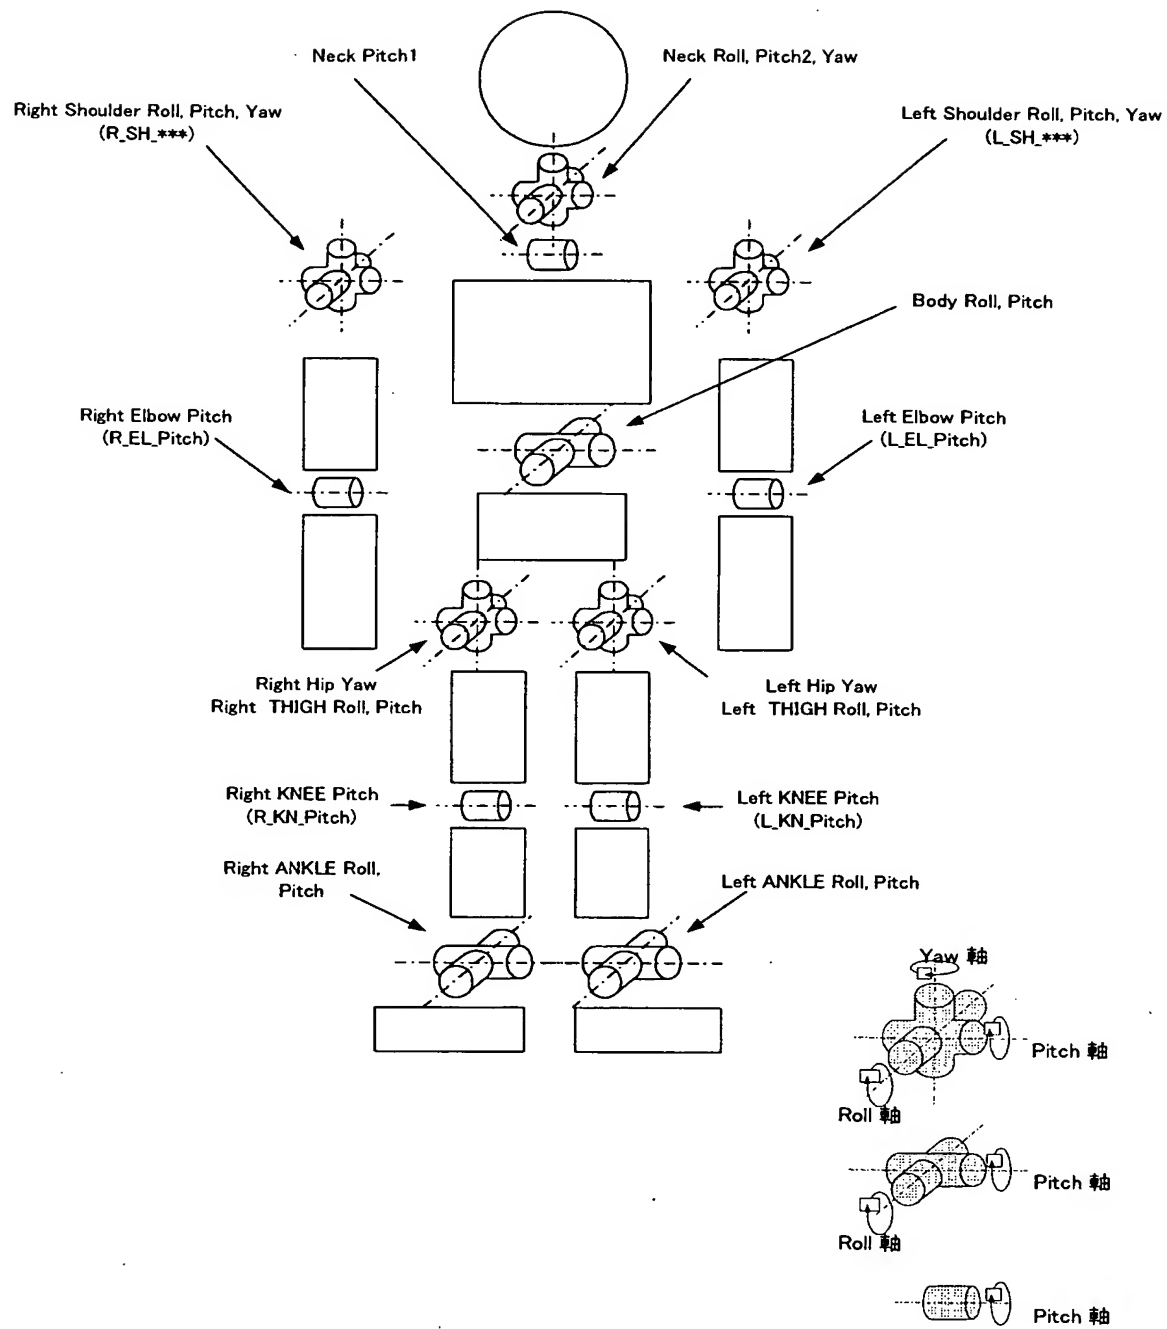 Neck Pitch1
Neck Roll, Pitch2, Yaw
Right Shoulder Roll, Pitch, Yaw
(R_SH_***)
Left Shoulder Roll, Pitch, Yaw
(L_SH_***)
Body Roll, Pitch
Right Elbow Pitch
(R_EL_Pitch)
Left Elbow Pitch
(L_EL_Pitch)
Right Hip Yaw
Right THIGH Roll, Pitch
Left Hip Yaw
Left THIGH Roll, Pitch
Right KNEE Pitch
(R_KN_Pitch)
Left KNEE Pitch
(L_KN_Pitch)
Right ANKLE Roll,
Pitch
Left ANKLE Roll, Pitch
Yaw 軸
Pitch 軸
Roll 軸
Pitch 軸
Roll 軸
Pitch 軸